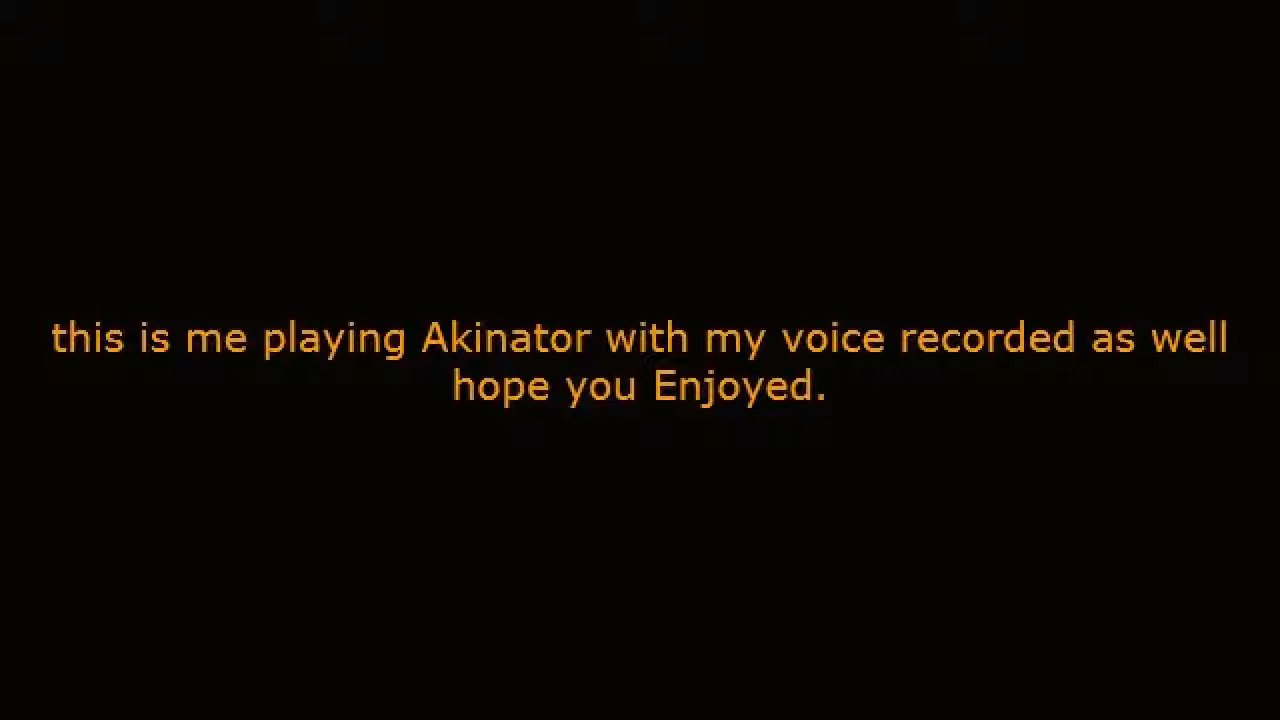 this is me playing Akinator with my voice recorded as well
hope you Enjoyed.